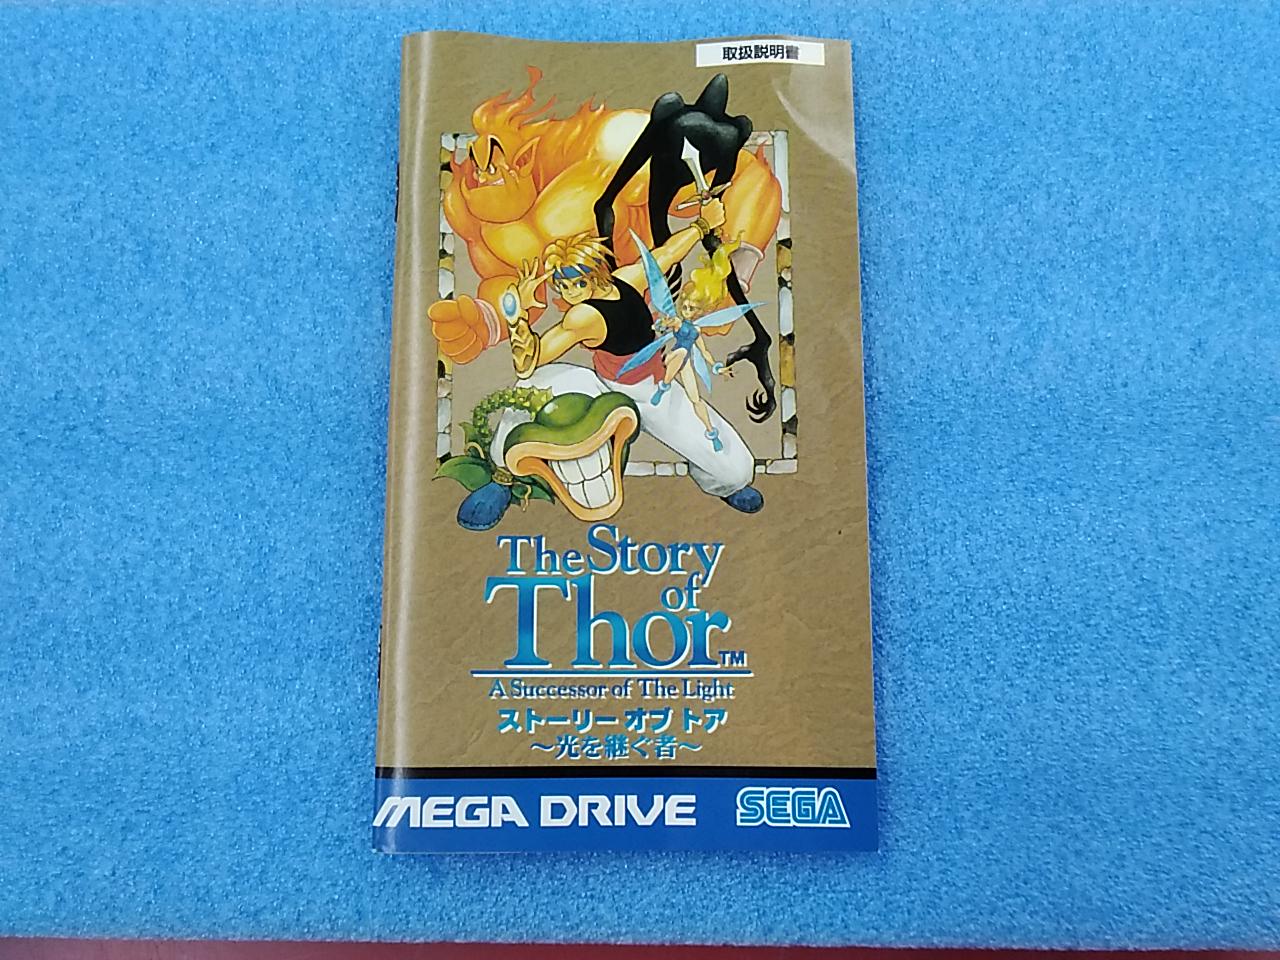 取扱説明書
The Story
of
Thor™
A Successor of The Light
ストーリー オブ トア
～光を継ぐ者～
MEGA DRIVE SEGA